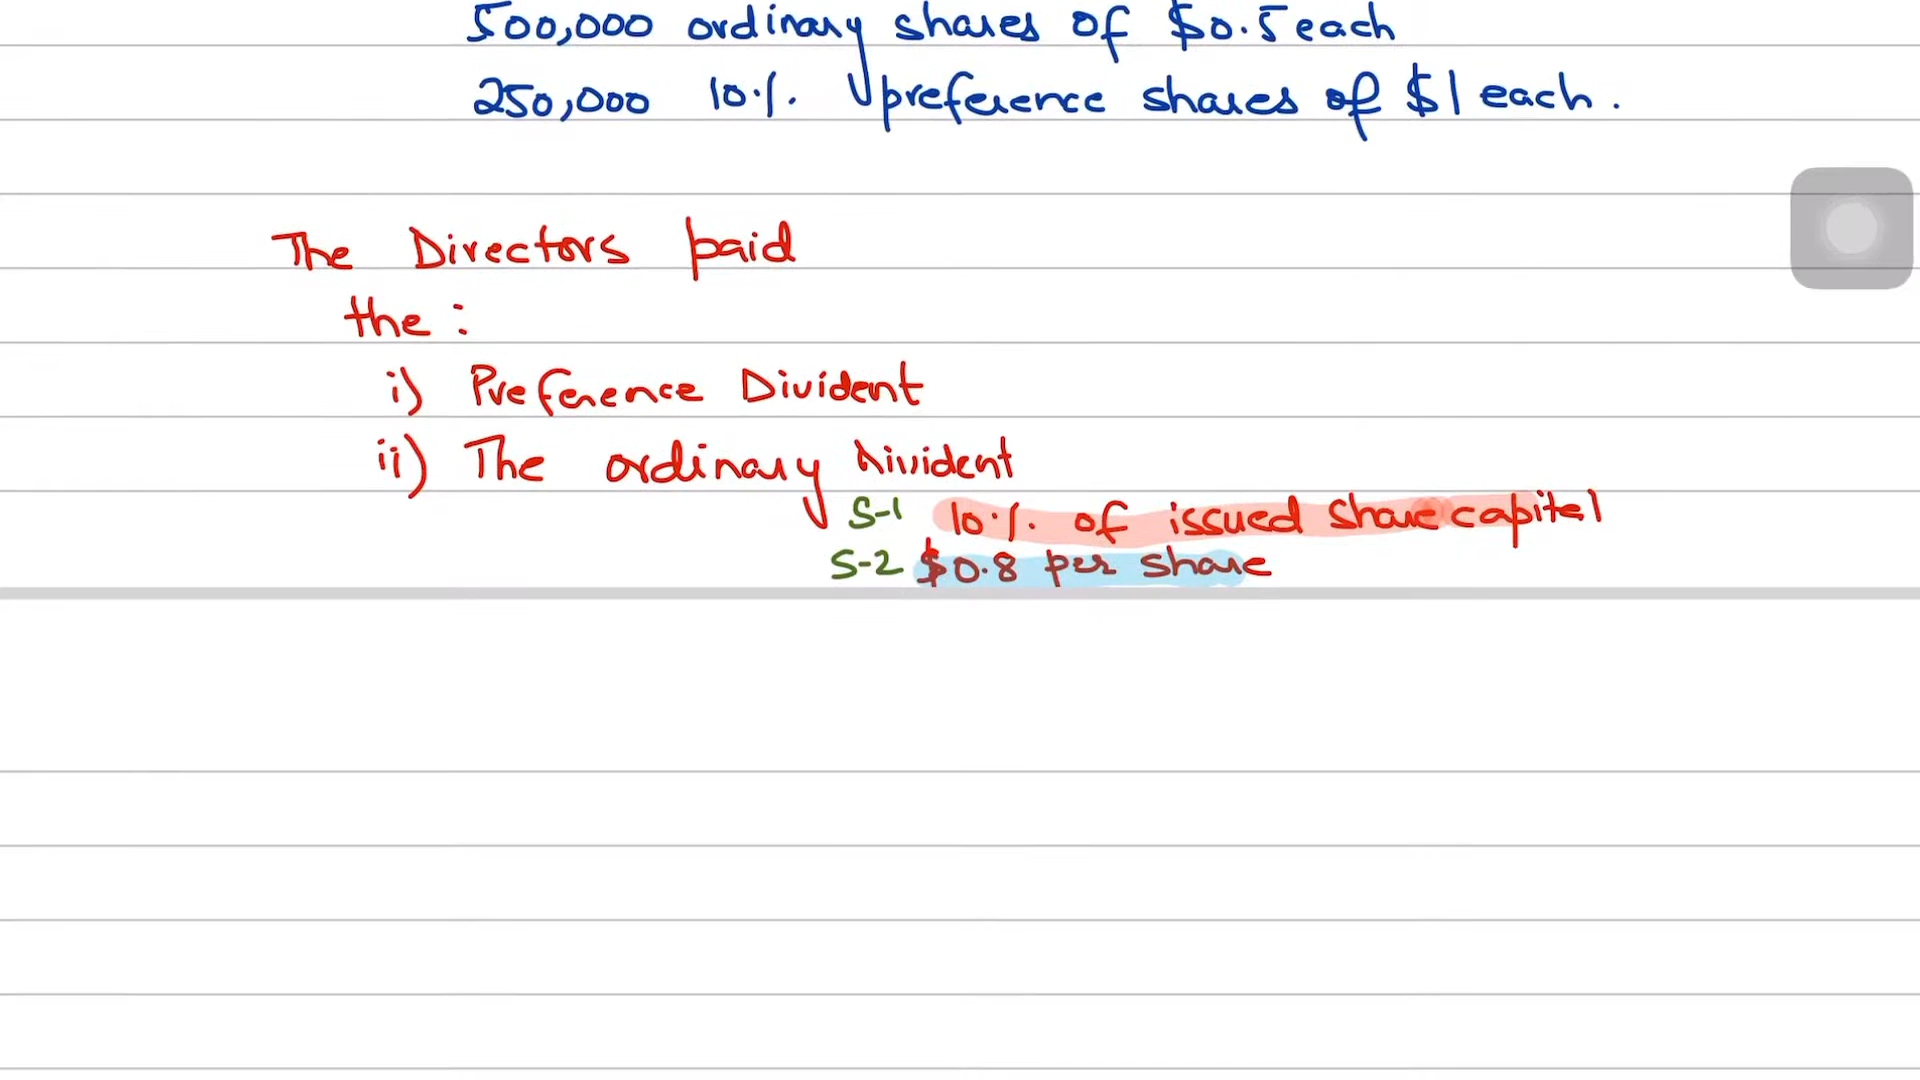 500,000 ordinary shares of $0.5 each
250,000 10% preference shares of $1 each.
The Directors paid
the :
i) Preference Divident
ii) The ordinary Divident
S-1 10% of issued share capital
S-2 $0.8 per share